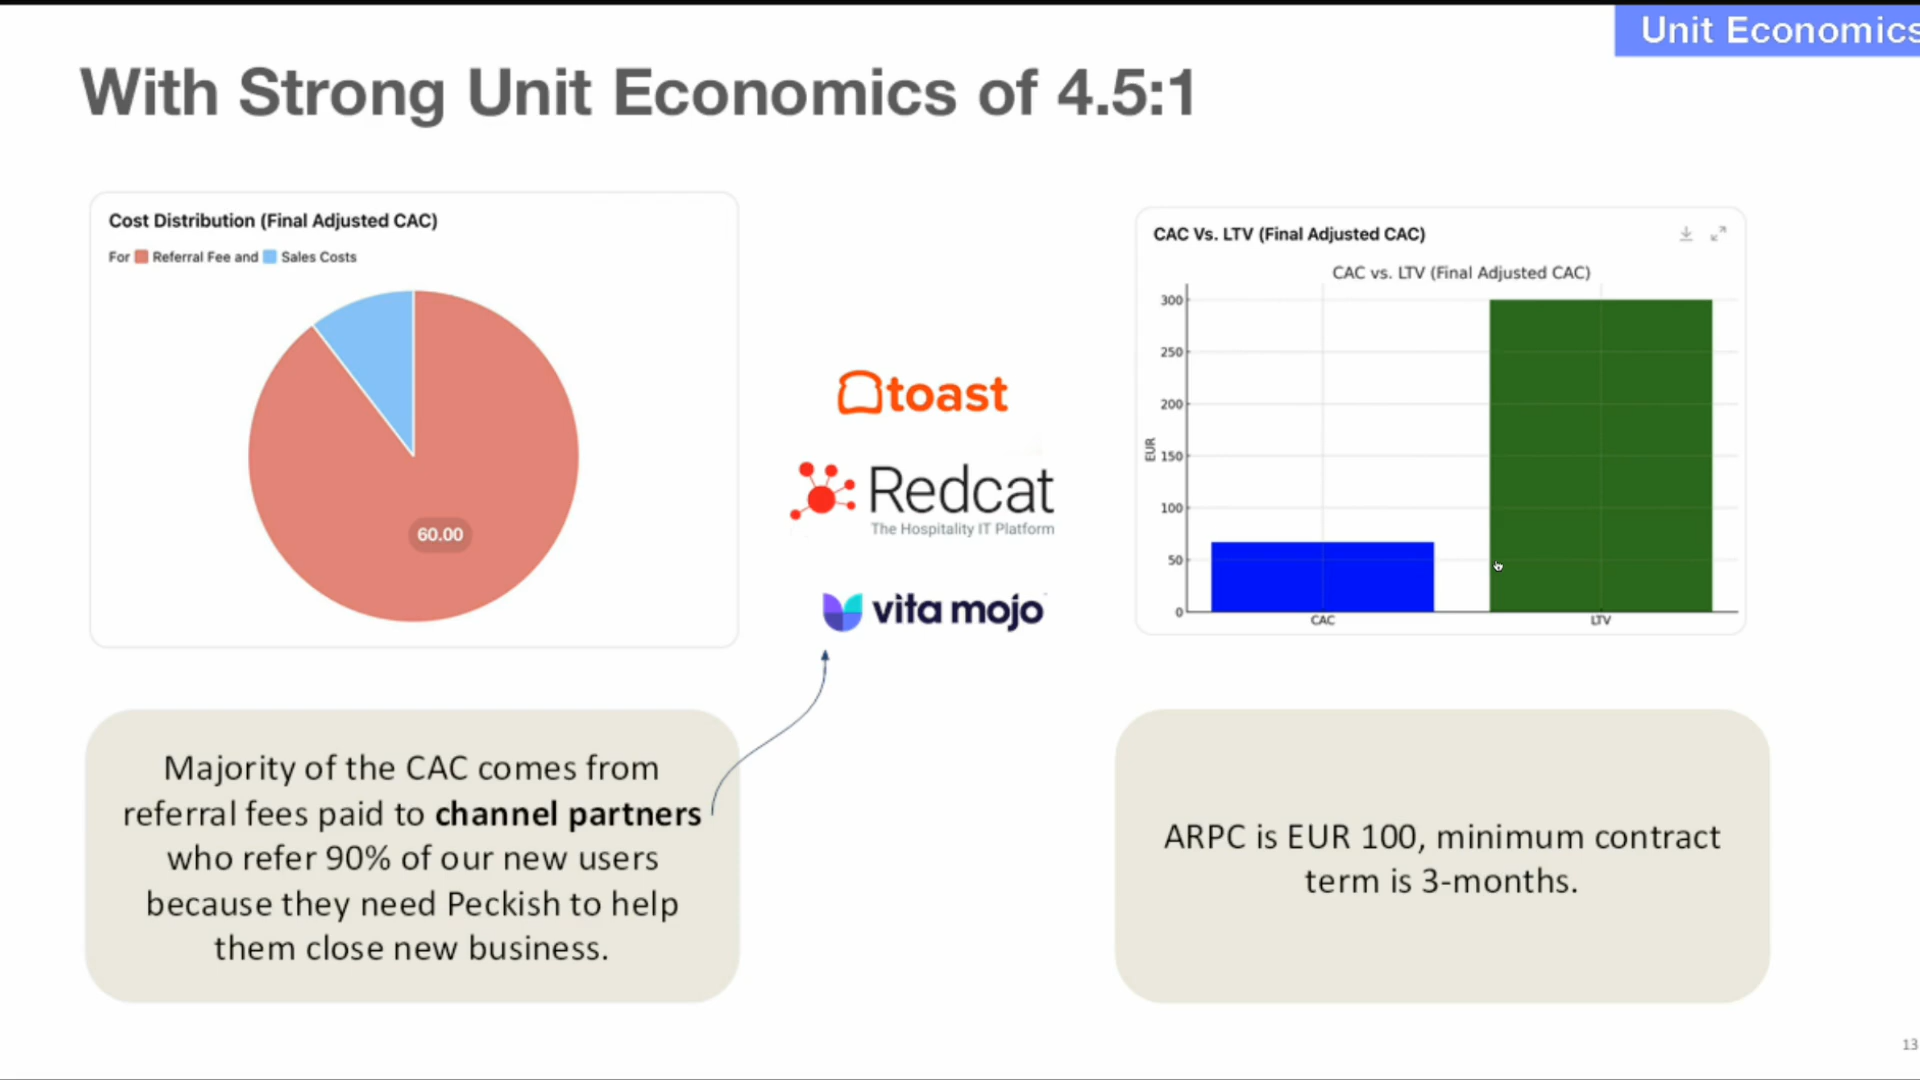 Unit Economics
With Strong Unit Economics of 4.5:1
Cost Distribution (Final Adjusted CAC)
For Referral Fee and Sales Costs
60.00
toast
Redcat
The Hospitality IT Platform
vita mojo
CAC Vs. LTV (Final Adjusted CAC)
CAC vs. LTV (Final Adjusted CAC)
300
250
200
150
100
50
0
EUR
CAC
LTV
Majority of the CAC comes from
referral fees paid to channel partners
who refer 90% of our new users
because they need Peckish to help
them close new business.
ARPC is EUR 100, minimum contract
term is 3-months.
13